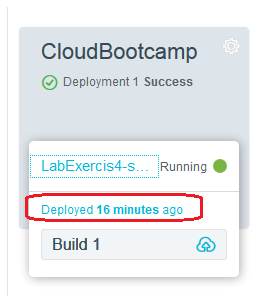 CloudBootcamp
Deployment 1 Success
LabExercis4-s... Running
Deployed 16 minutes ago
Build 1